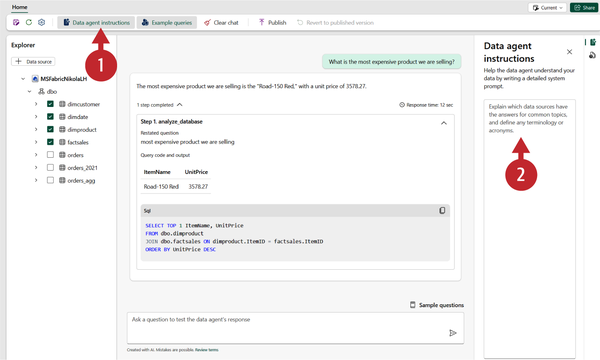 Home
Current
Share
Data agent instructions
Example queries
Clear chat
Publish
Revert to published version
1
Explorer
+ Data source
MSFabricNikolaLH
dbo
dimcustomer
dimdate
dimproduct
factsales
orders
orders_2021
orders_agg
What is the most expensive product we are selling?
The most expensive product we are selling is the "Road-150 Red," with a unit price of 3578.27.
1 step completed
Response time: 12 sec
Step 1. analyze_database
Restated question
most expensive product we are selling
Query code and output
ItemName UnitPrice
Road-150 Red 3578.27
Sql
SELECT TOP 1 ItemName, UnitPrice
FROM dbo.dimproduct
JOIN dbo.factsales ON dimproduct.ItemID = factsales.ItemID
ORDER BY UnitPrice DESC
Sample questions
Ask a question to test the data agent's response
Created with AI. Mistakes are possible. Review terms
Data agent
instructions
Help the data agent understand your
data by writing a detailed system
prompt.
Explain which data sources have
the answers for common topics,
and define any terminology or
acronyms.
2